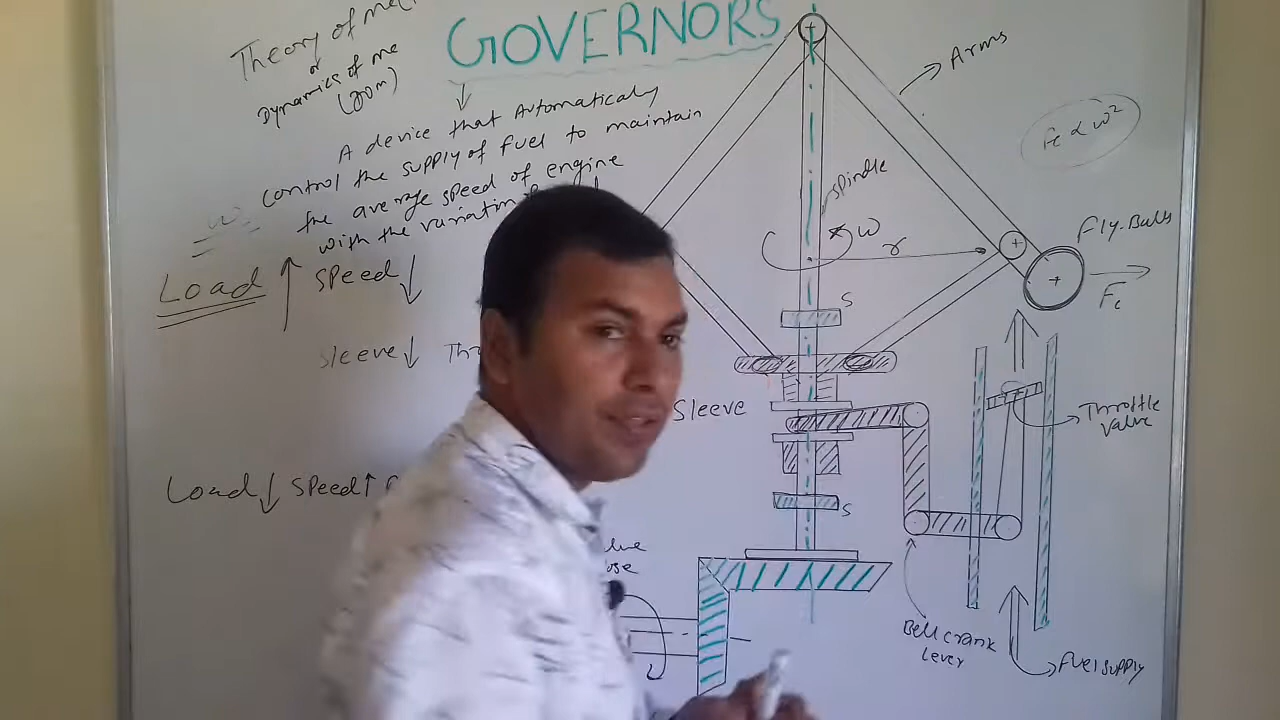 Theory of
GOVERNORS
or
Dynamics of
(DOM)
A device that Automatically
control the supply of fuel to maintain
the average speed of engine
with the variation
Load ↑ speed ↓
Sleeve ↓
Load ↓ speed ↑
Arms
Fc ∝ ω²
spindle
ω
r
Fly-Balls
Fc
S
Sleeve
Throttle
valve
S
Bell crank
lever
Fuel supply